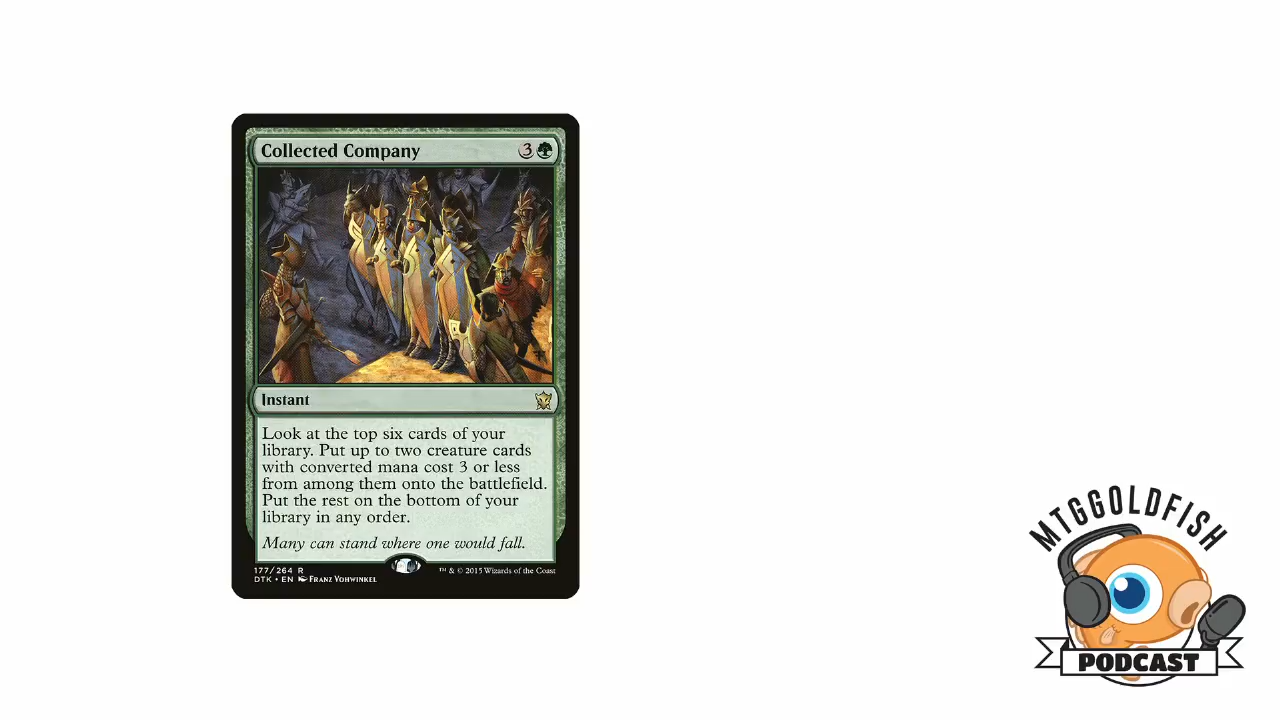 Collected Company 3
Instant
Look at the top six cards of your
library. Put up to two creature cards
with converted mana cost 3 or less
from among them onto the battlefield.
Put the rest on the bottom of your
library in any order.
Many can stand where one would fall.
177/264 R
DTK • EN Franz Vohwinkel
™ & © 2015 Wizards of the Coast
MTGGOLDFISH
PODCAST